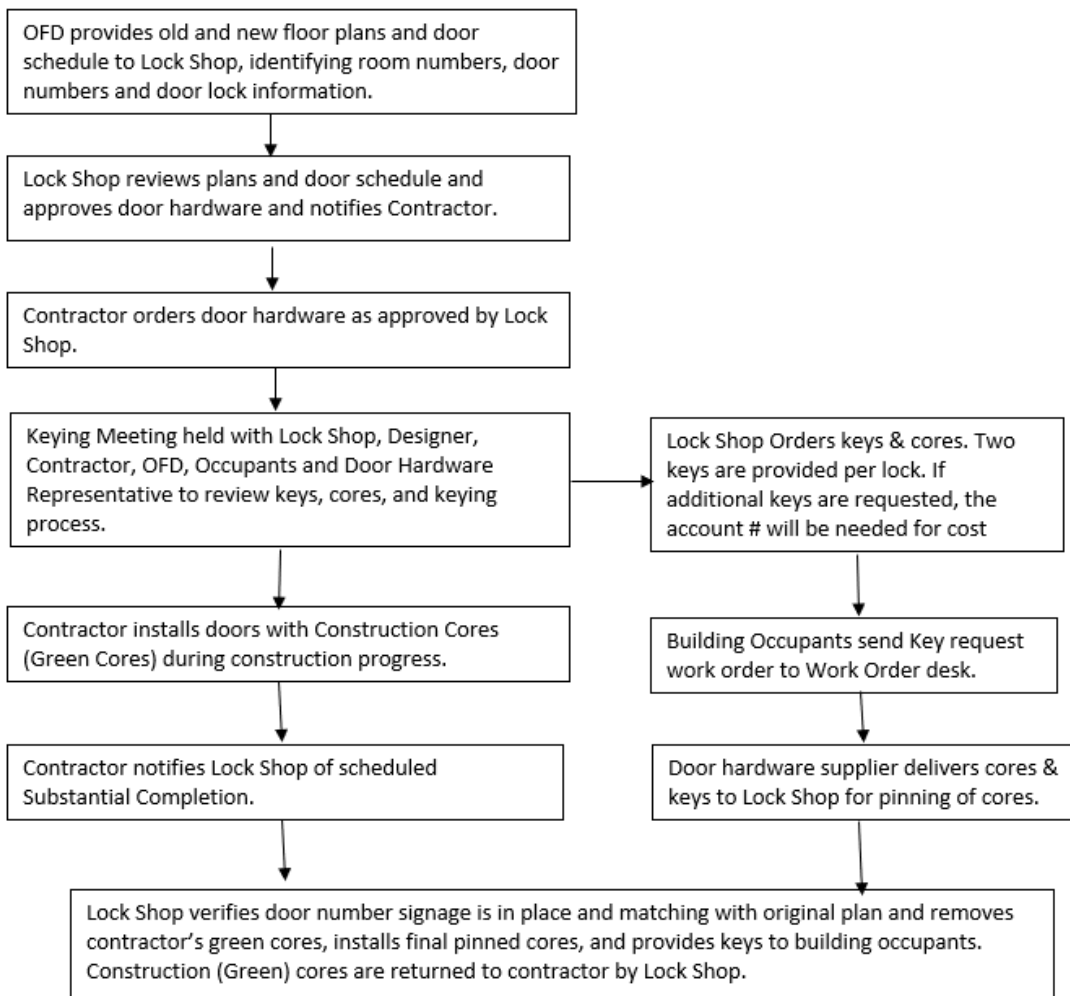 OFD provides old and new floor plans and door
schedule to Lock Shop, identifying room numbers, door
numbers and door lock information.
Lock Shop reviews plans and door schedule and
approves door hardware and notifies Contractor.
Contractor orders door hardware as approved by Lock
Shop.
Keying Meeting held with Lock Shop, Designer,
Contractor, OFD, Occupants and Door Hardware
Representative to review keys, cores, and keying
process.
Lock Shop Orders keys & cores. Two
keys are provided per lock. If
additional keys are requested, the
account # will be needed for cost
Contractor installs doors with Construction Cores
(Green Cores) during construction progress.
Building Occupants send Key request
work order to Work Order desk.
Contractor notifies Lock Shop of scheduled
Substantial Completion.
Door hardware supplier delivers cores &
keys to Lock Shop for pinning of cores.
Lock Shop verifies door number signage is in place and matching with original plan and removes
contractor’s green cores, installs final pinned cores, and provides keys to building occupants.
Construction (Green) cores are returned to contractor by Lock Shop.